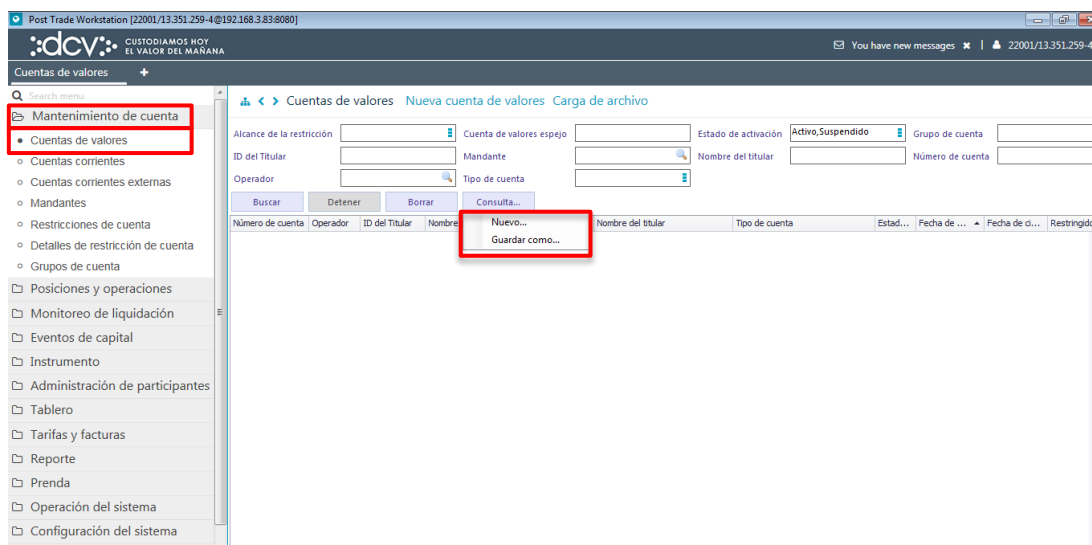 Post Trade Workstation [22001/13.351.259-4@192.168.3.83:8080]
:dcv: CUSTODIAMOS HOY
EL VALOR DEL MAÑANA
You have new messages × | 22001/13.351.259-4
Cuentas de valores +
Search menu
Mantenimiento de cuenta
Cuentas de valores
Cuentas corrientes
Cuentas corrientes externas
Mandantes
Restricciones de cuenta
Detalles de restricción de cuenta
Grupos de cuenta
Posiciones y operaciones
Monitoreo de liquidación
Eventos de capital
Instrumento
Administración de participantes
Tablero
Tarifas y facturas
Reporte
Prenda
Operación del sistema
Configuración del sistema
Cuentas de valores Nueva cuenta de valores Carga de archivo
Alcance de la restricción Cuenta de valores espejo Estado de activación Activo,Suspendido Grupo de cuenta
ID del Titular Mandante Nombre del titular Número de cuenta
Operador Tipo de cuenta
Buscar Detener Borrar Consulta...
Número de cuenta Operador ID del Titular Nombre Nombre del titular Tipo de cuenta Estad... Fecha de ... Fecha de ci... Restringido
Nuevo...
Guardar como...